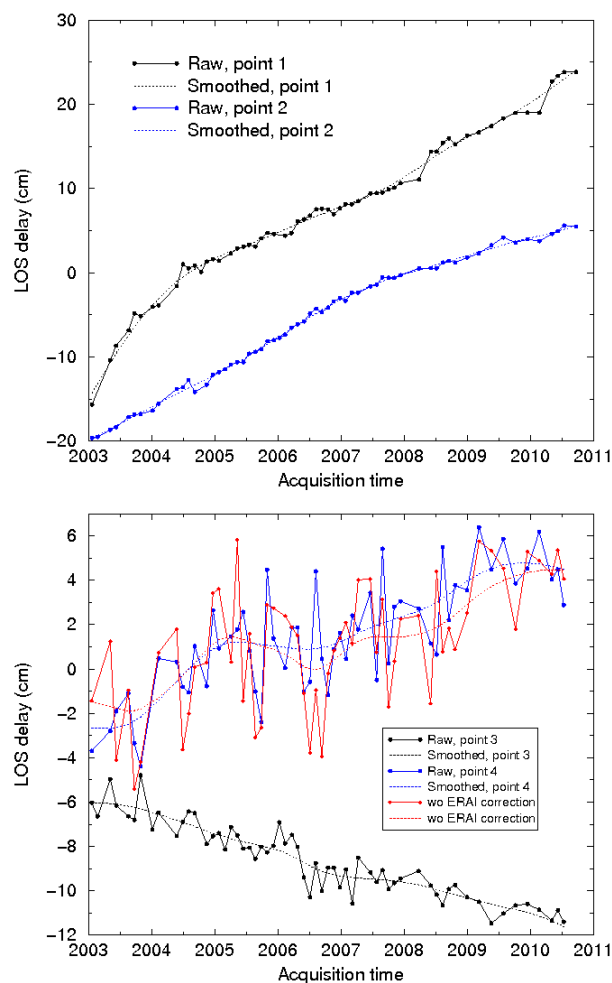 30
20
10
0
-10
-20
LOS delay (cm)
Raw, point 1
Smoothed, point 1
Raw, point 2
Smoothed, point 2
2003 2004 2005 2006 2007 2008 2009 2010 2011
Acquisition time
6
4
2
0
-2
-4
-6
-8
-10
-12
LOS delay (cm)
Raw, point 3
Smoothed, point 3
Raw, point 4
Smoothed, point 4
wo ERAI correction
wo ERAI correction
2003 2004 2005 2006 2007 2008 2009 2010 2011
Acquisition time